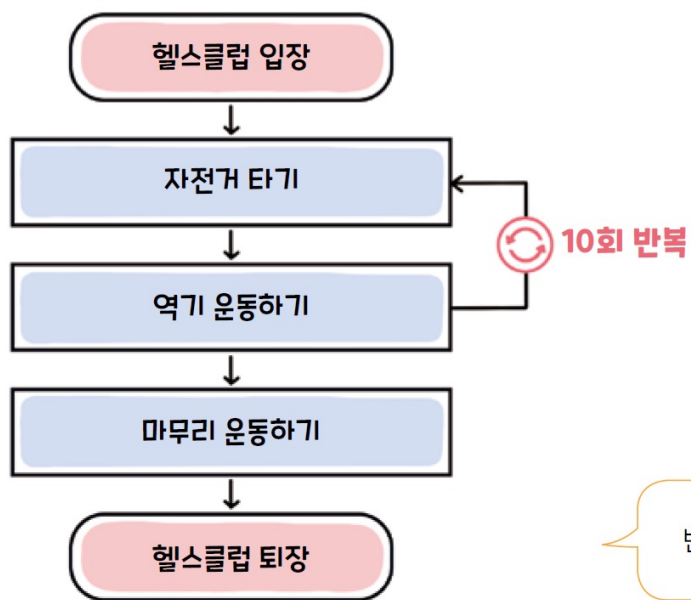 헬스클럽 입장
자전거 타기
10회 반복
역기 운동하기
마무리 운동하기
헬스클럽 퇴장